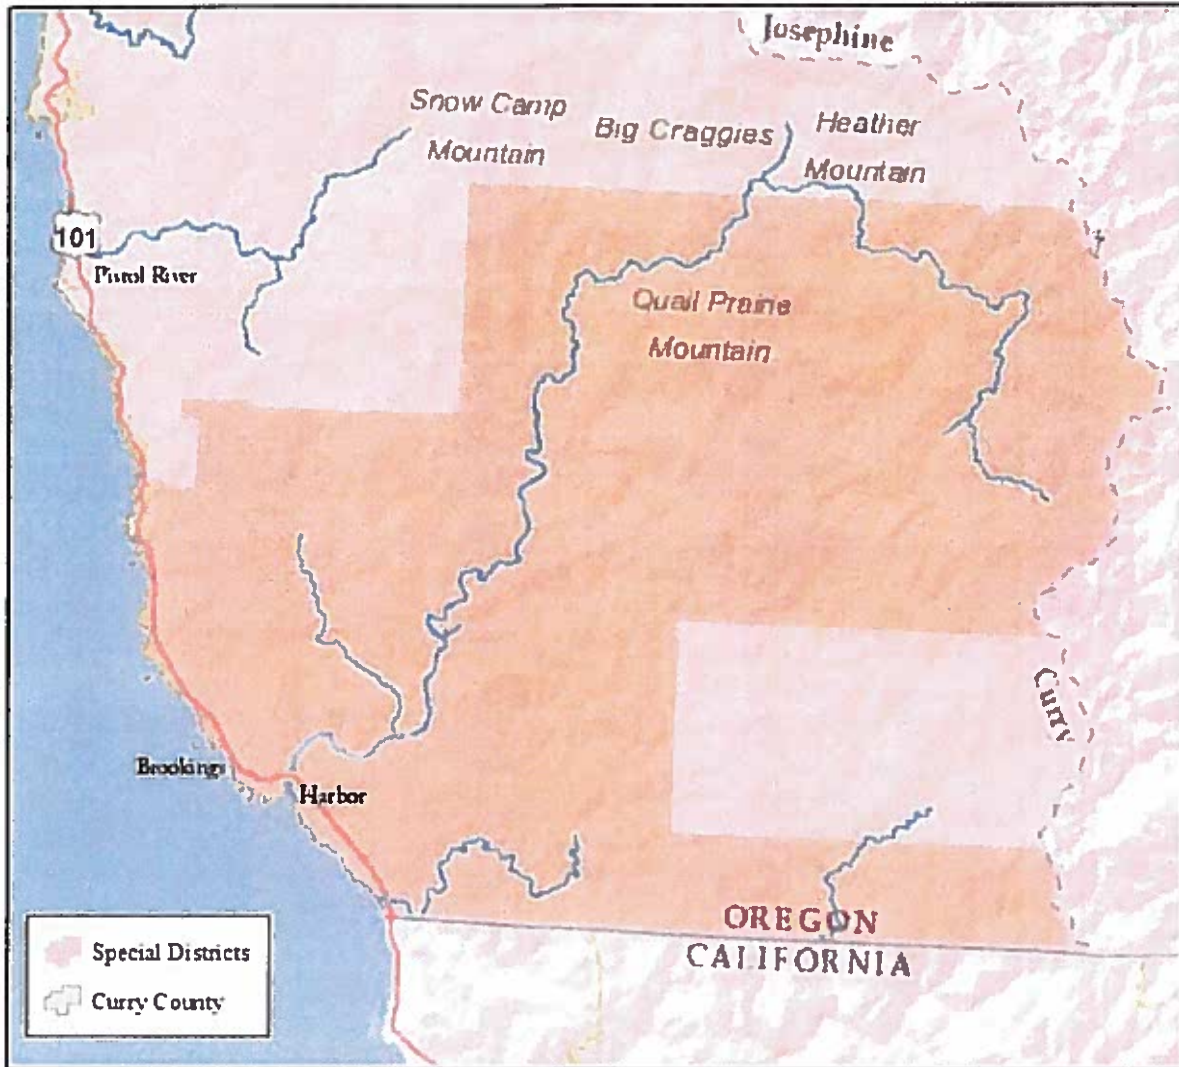 Josephine
Snow Camp
Mountain
Big Craggies
Heather
Mountain
101
Pistol River
Quail Prairie
Mountain
Curry
Brookings
Harbor
OREGON
CALIFORNIA
Special Districts
Curry County